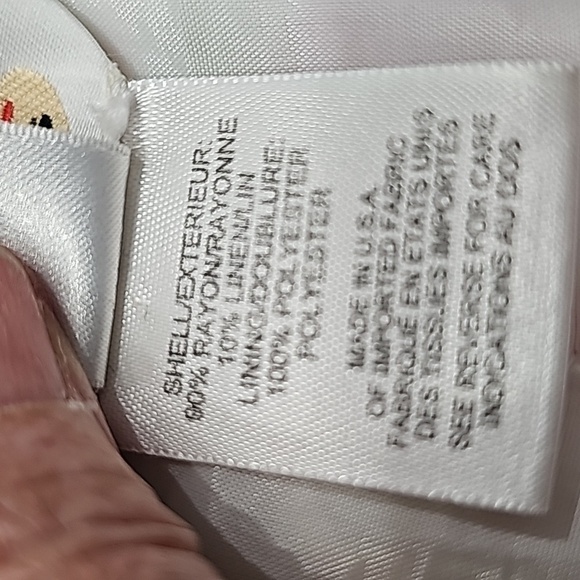 SHELL/EXTERIEUR:
90% RAYON/RAYONNE
10% LINEN/LIN
LINING/DOUBLURE:
100% POLYESTER
POLYESTER
MADE IN U.S.A.
OF IMPORTED FABRIC
FABRIQUE EN ETATS UNIS
DES TISSUES IMPORTÉS
SEE REVERSE FOR CARE
INDICATIONS AU DOS